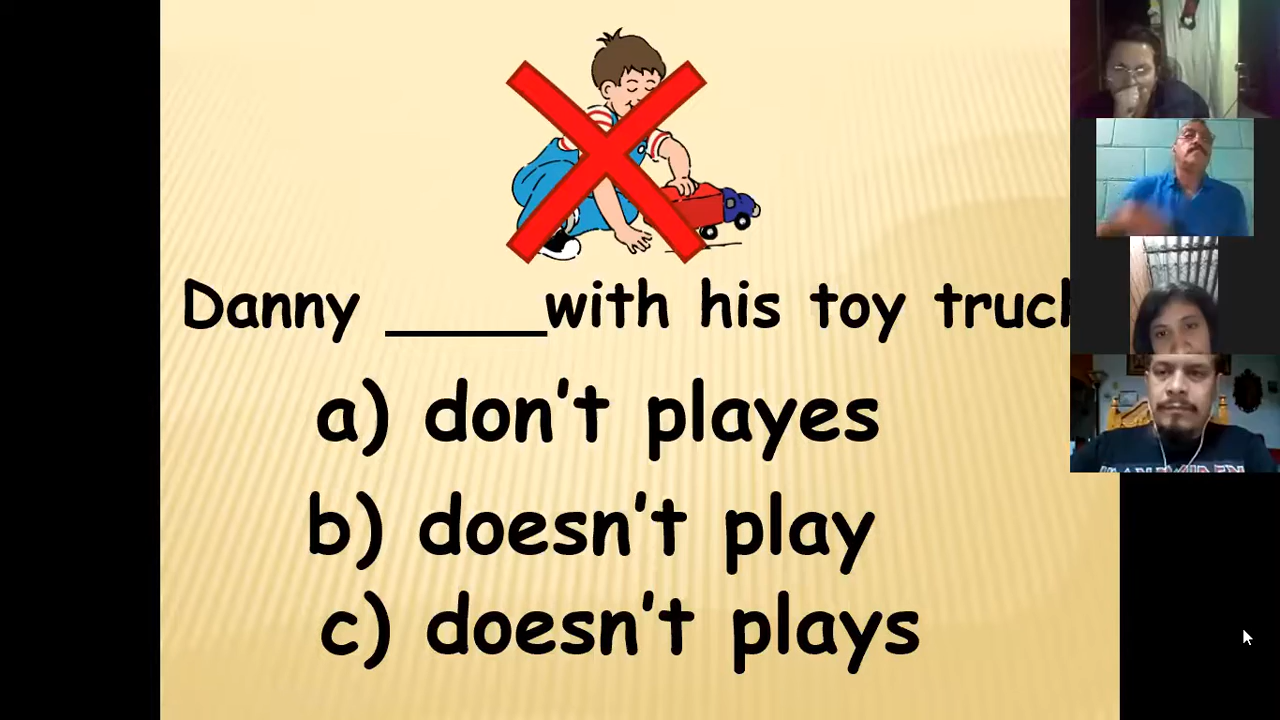 Danny _____with his toy truck
a) don't playes
b) doesn't play
c) doesn't plays